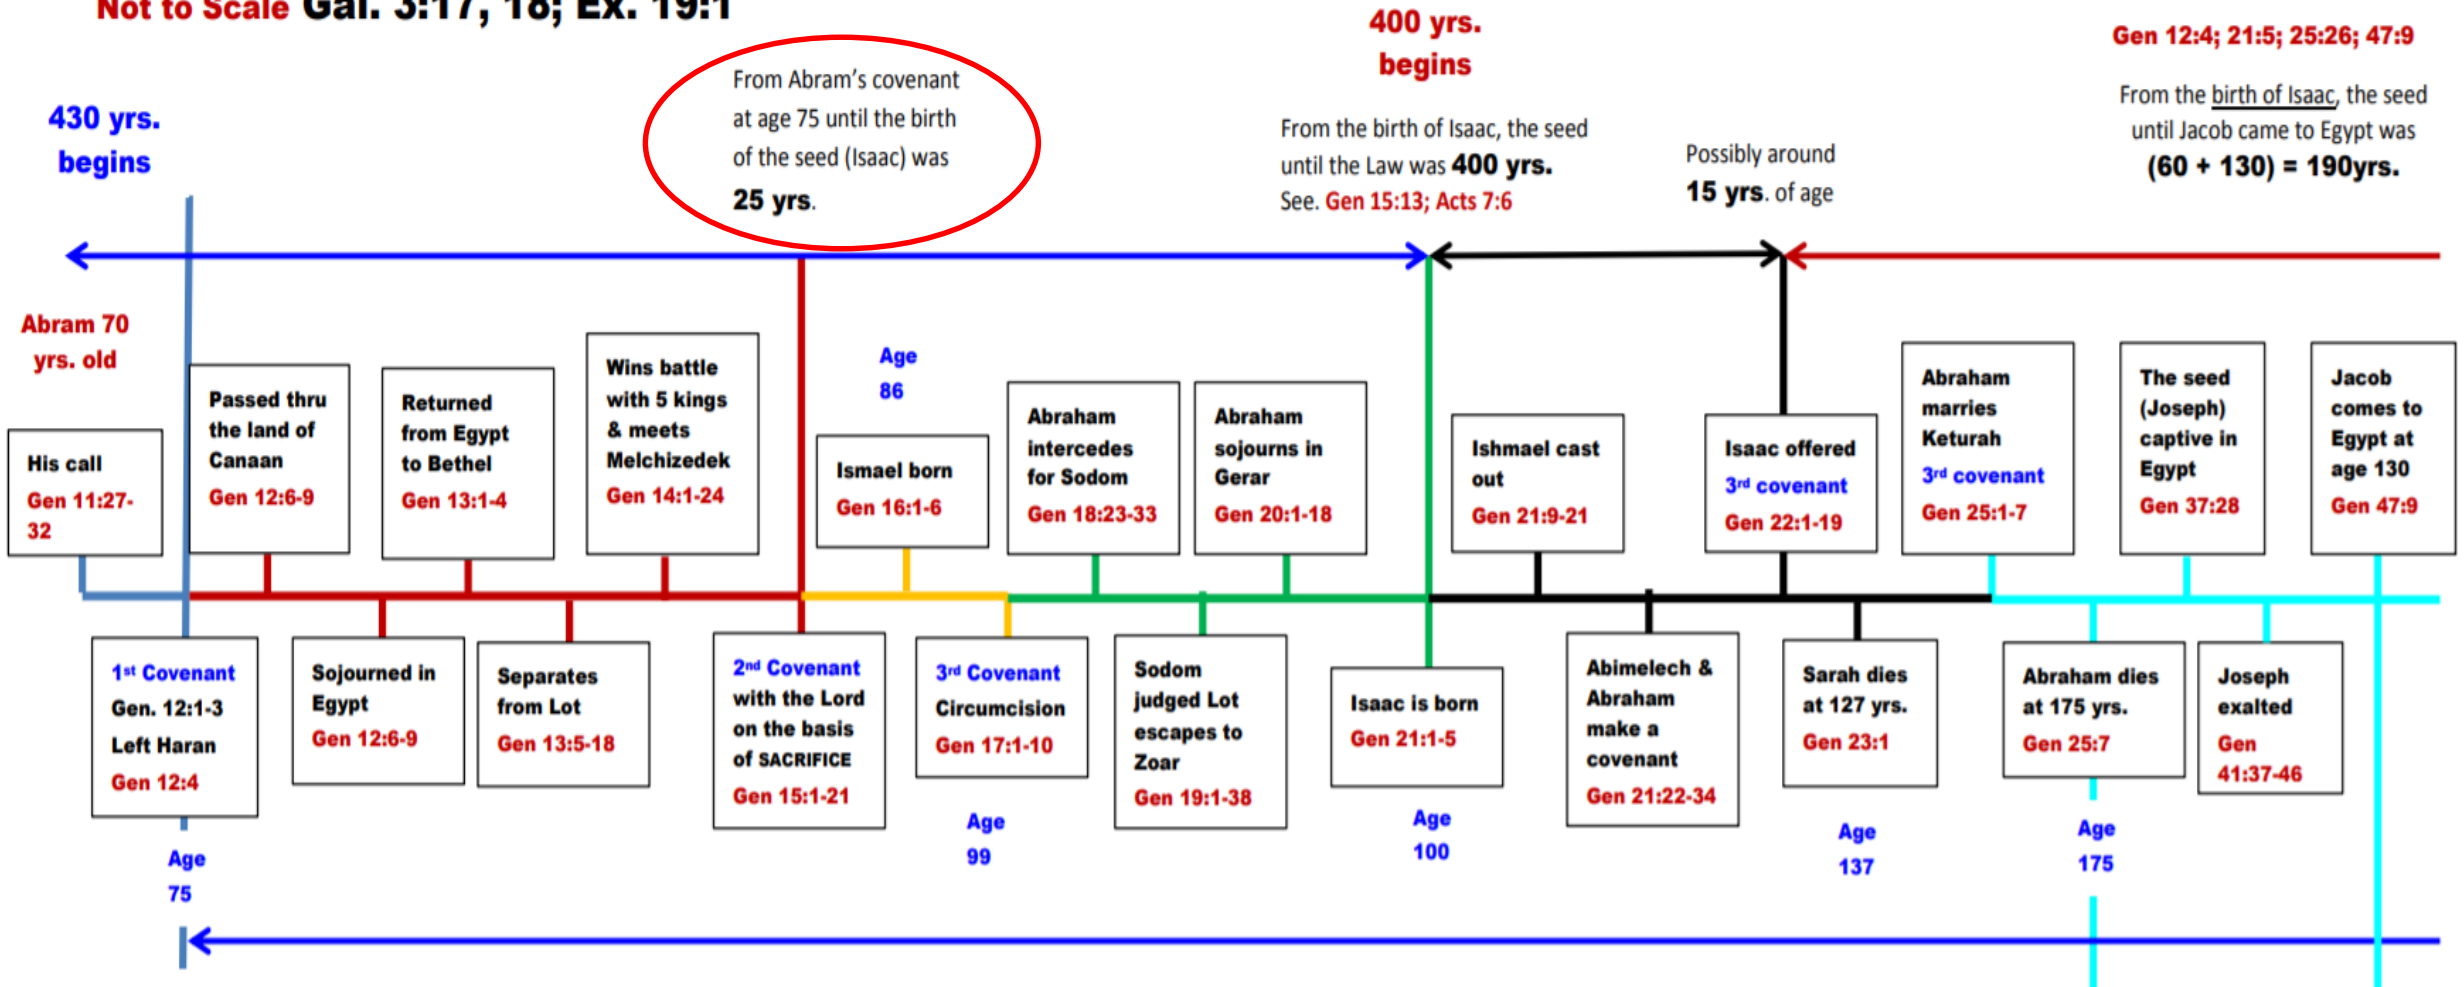 Not to Scale Gal. 3:17, 18; Ex. 19:1
430 yrs.
begins
From Abram's covenant
at age 75 until the birth
of the seed (Isaac) was
25 yrs.
400 yrs.
begins
From the birth of Isaac, the seed
until the Law was 400 yrs.
See. Gen 15:13; Acts 7:6
Possibly around
15 yrs. of age
Gen 12:4; 21:5; 25:26; 47:9
From the birth of Isaac, the seed
until Jacob came to Egypt was
(60 + 130) = 190yrs.
Abram 70
yrs. old
His call
Gen 11:27-
32
Passed thru
the land of
Canaan
Gen 12:6-9
Returned
from Egypt
to Bethel
Gen 13:1-4
Wins battle
with 5 kings
& meets
Melchizedek
Gen 14:1-24
Age
86
Ismael born
Gen 16:1-6
Abraham
intercedes
for Sodom
Gen 18:23-33
Abraham
sojourns in
Gerar
Gen 20:1-18
Ishmael cast
out
Gen 21:9-21
Isaac offered
3rd covenant
Gen 22:1-19
Abraham
marries
Keturah
3rd covenant
Gen 25:1-7
The seed
(Joseph)
captive in
Egypt
Gen 37:28
Jacob
comes to
Egypt at
age 130
Gen 47:9
1st Covenant
Gen. 12:1-3
Left Haran
Gen 12:4
Age
75
Sojourned in
Egypt
Gen 12:6-9
Separates
from Lot
Gen 13:5-18
2nd Covenant
with the Lord
on the basis
of SACRIFICE
Gen 15:1-21
3rd Covenant
Circumcision
Gen 17:1-10
Age
99
Sodom
judged Lot
escapes to
Zoar
Gen 19:1-38
Isaac is born
Gen 21:1-5
Age
100
Abimelech &
Abraham
make a
covenant
Gen 21:22-34
Sarah dies
at 127 yrs.
Gen 23:1
Age
137
Abraham dies
at 175 yrs.
Gen 25:7
Age
175
Joseph
exalted
Gen
41:37-46